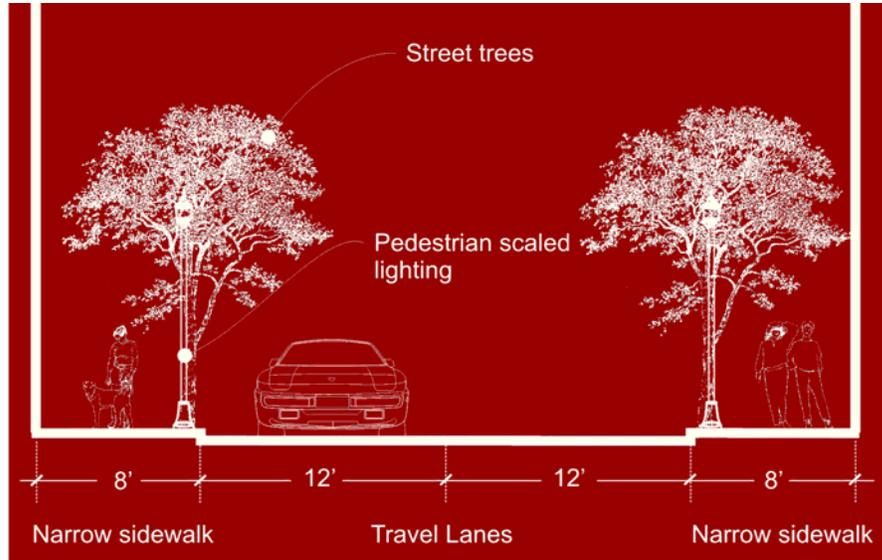 Street trees
Pedestrian scaled
lighting
8’ 12’ 12’ 8’
Narrow sidewalk Travel Lanes Narrow sidewalk